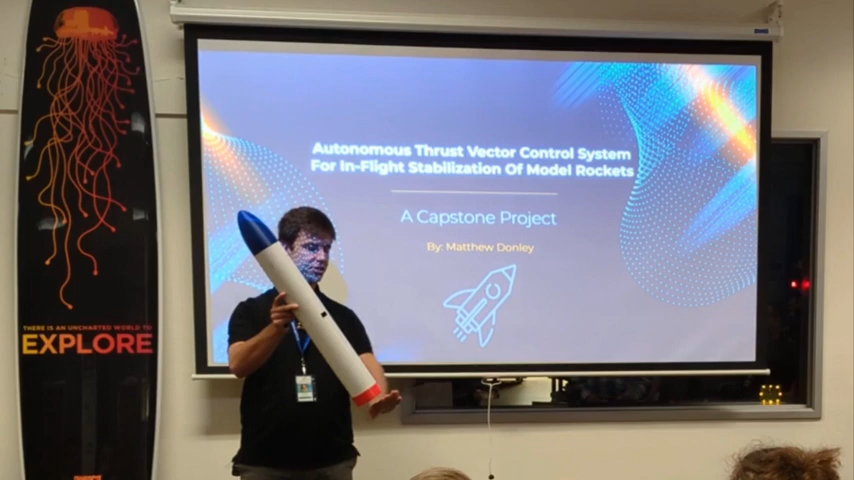 Autonomous Thrust Vector Control System
For In-Flight Stabilization Of Model Rockets
A Capstone Project
By: Matthew Donley
THERE IS AN UNCHARTED WORLD TO
EXPLORE